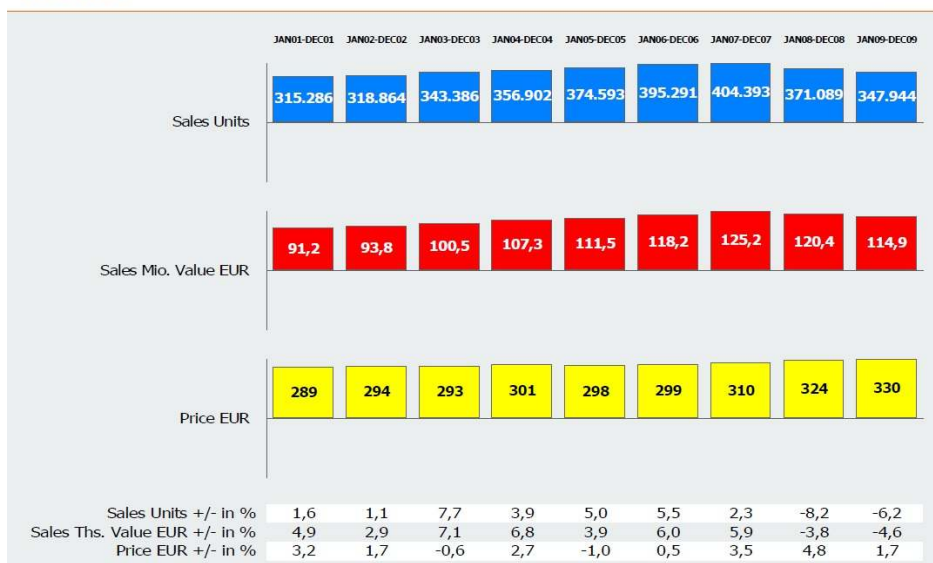 JAN01-DEC01 JAN02-DEC02 JAN03-DEC03 JAN04-DEC04 JAN05-DEC05 JAN06-DEC06 JAN07-DEC07 JAN08-DEC08 JAN09-DEC09
315.286 318.864 343.386 356.902 374.593 395.291 404.393 371.089 347.944
Sales Units
91,2 93,8 100,5 107,3 111,5 118,2 125,2 120,4 114,9
Sales Mio. Value EUR
289 294 293 301 298 299 310 324 330
Price EUR
Sales Units +/- in % 1,6 1,1 7,7 3,9 5,0 5,5 2,3 -8,2 -6,2
Sales Ths. Value EUR +/- in % 4,9 2,9 7,1 6,8 3,9 6,0 5,9 -3,8 -4,6
Price EUR +/- in % 3,2 1,7 -0,6 2,7 -1,0 0,5 3,5 4,8 1,7